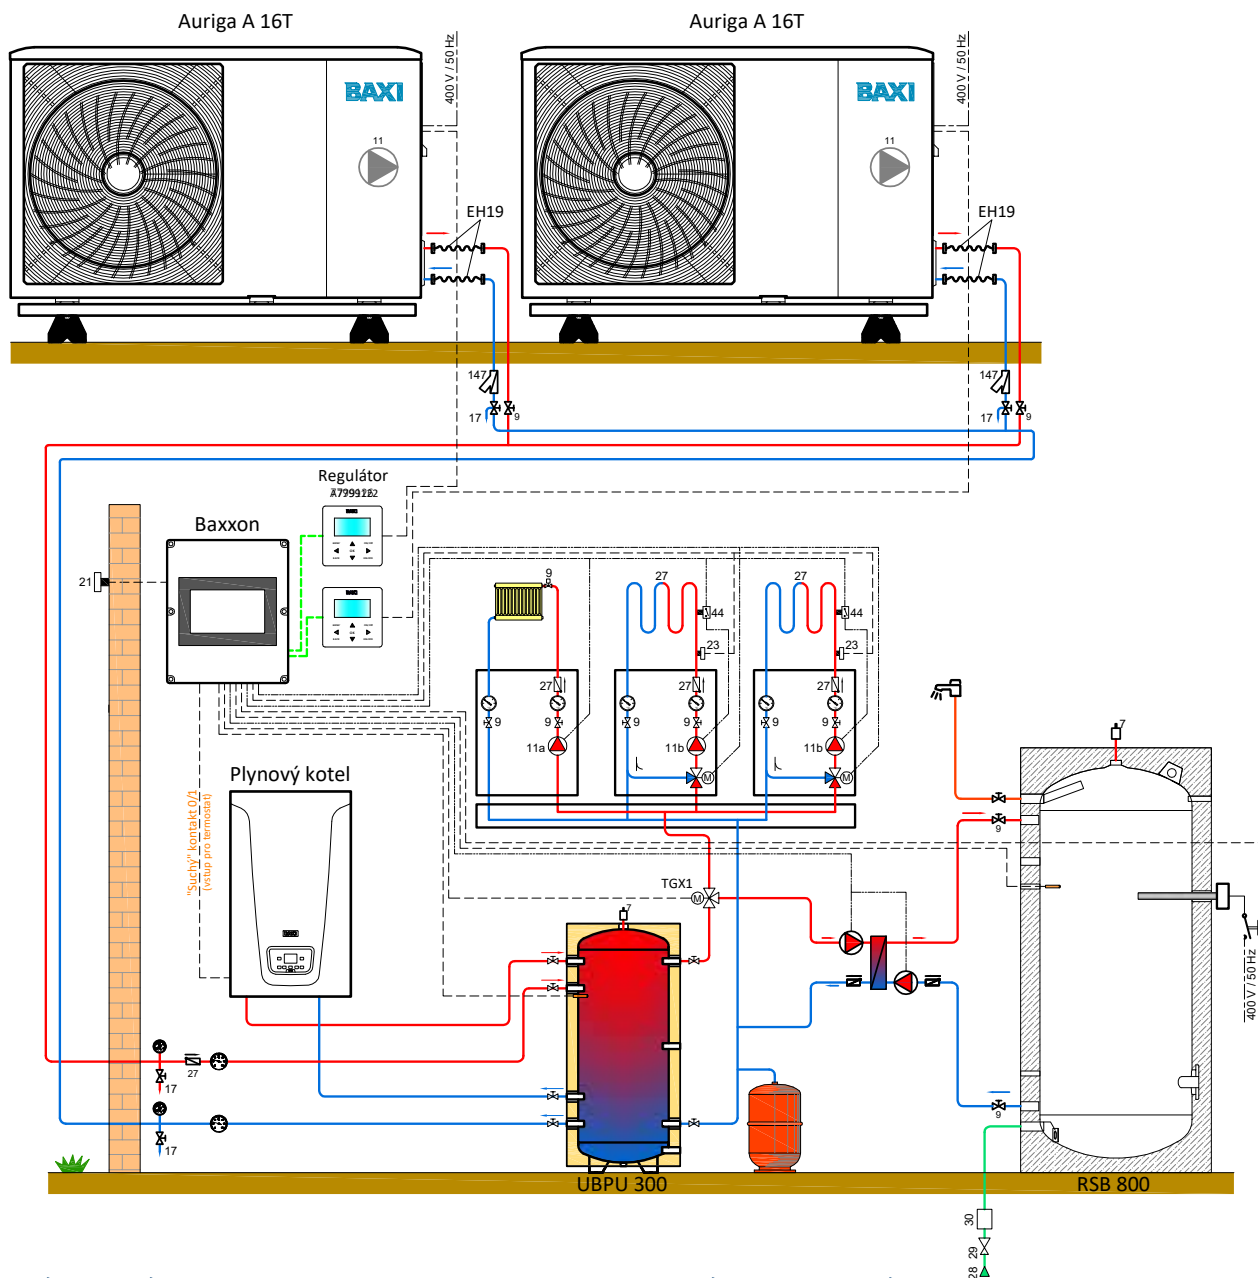 Auriga A 16T
Auriga A 16T
400 V / 50 Hz
400 V / 50 Hz
BAXI
BAXI
11
11
EH19
EH19
147
147
17
9
17
9
Regulátor
BAXI
Baxxon
21
BAXI
9
27
27
44
44
23
23
27
27
27
9
9
9
9
9
9
11a
11b
11b
M
M
7
Plynový kotel
"Suchý" kontakt 0/1
(vstup pro termostat)
9
TGX1
M
7
BAXI
400 V / 50 Hz
27
17
17
9
UBPU 300
RSB 800
30
29
28